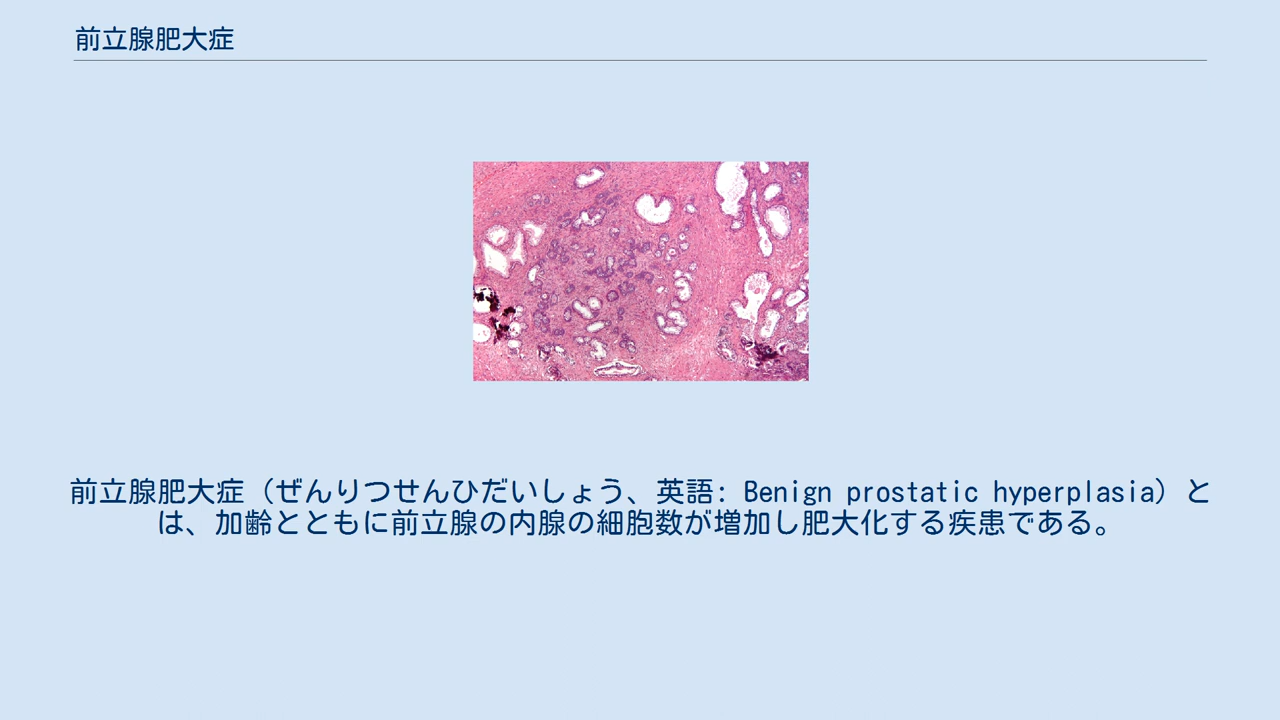 前立腺肥大症
前立腺肥大症（ぜんりつせんひだいしょう、英語: Benign prostatic hyperplasia）と
は、加齢とともに前立腺の内腺の細胞数が増加し肥大化する疾患である。